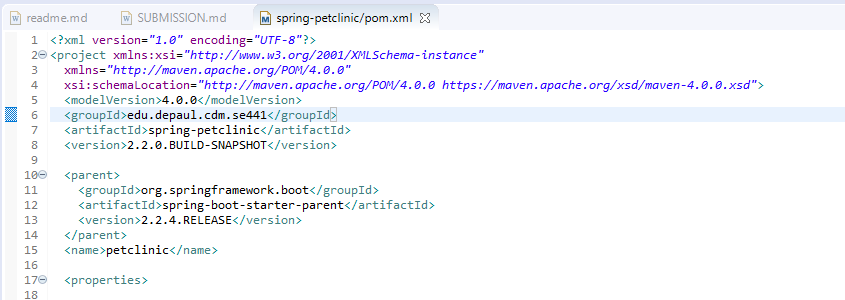 readme.md SUBMISSION.md spring-petclinic/pom.xml
1 <?xml version="1.0" encoding="UTF-8"?>
2 <project xmlns:xsi="http://www.w3.org/2001/XMLSchema-instance"
3 xmlns="http://maven.apache.org/POM/4.0.0"
4 xsi:schemaLocation="http://maven.apache.org/POM/4.0.0 https://maven.apache.org/xsd/maven-4.0.0.xsd">
5 <modelVersion>4.0.0</modelVersion>
6 <groupId>edu.depaul.cdm.se441</groupId>
7 <artifactId>spring-petclinic</artifactId>
8 <version>2.2.0.BUILD-SNAPSHOT</version>
9
10 <parent>
11 <groupId>org.springframework.boot</groupId>
12 <artifactId>spring-boot-starter-parent</artifactId>
13 <version>2.2.4.RELEASE</version>
14 </parent>
15 <name>petclinic</name>
16
17 <properties>
18